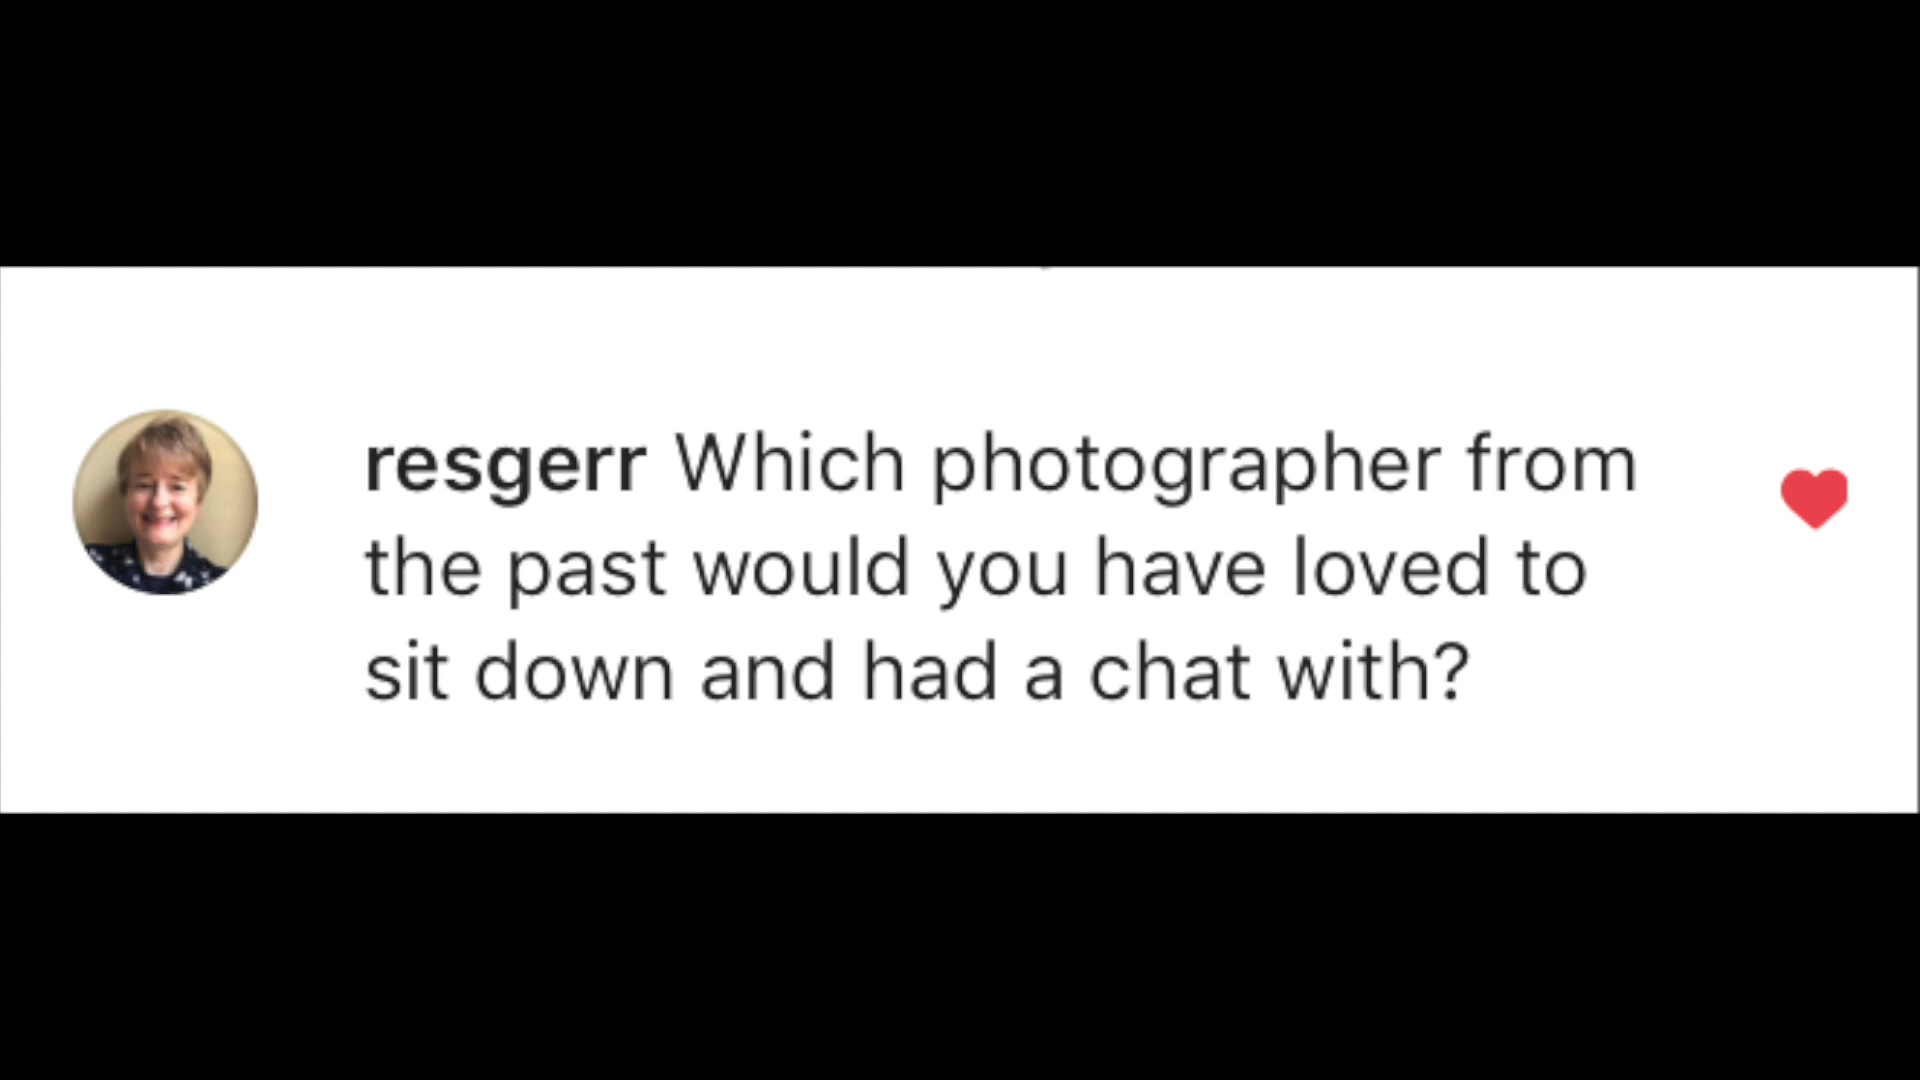 resgerr Which photographer from
the past would you have loved to
sit down and had a chat with?